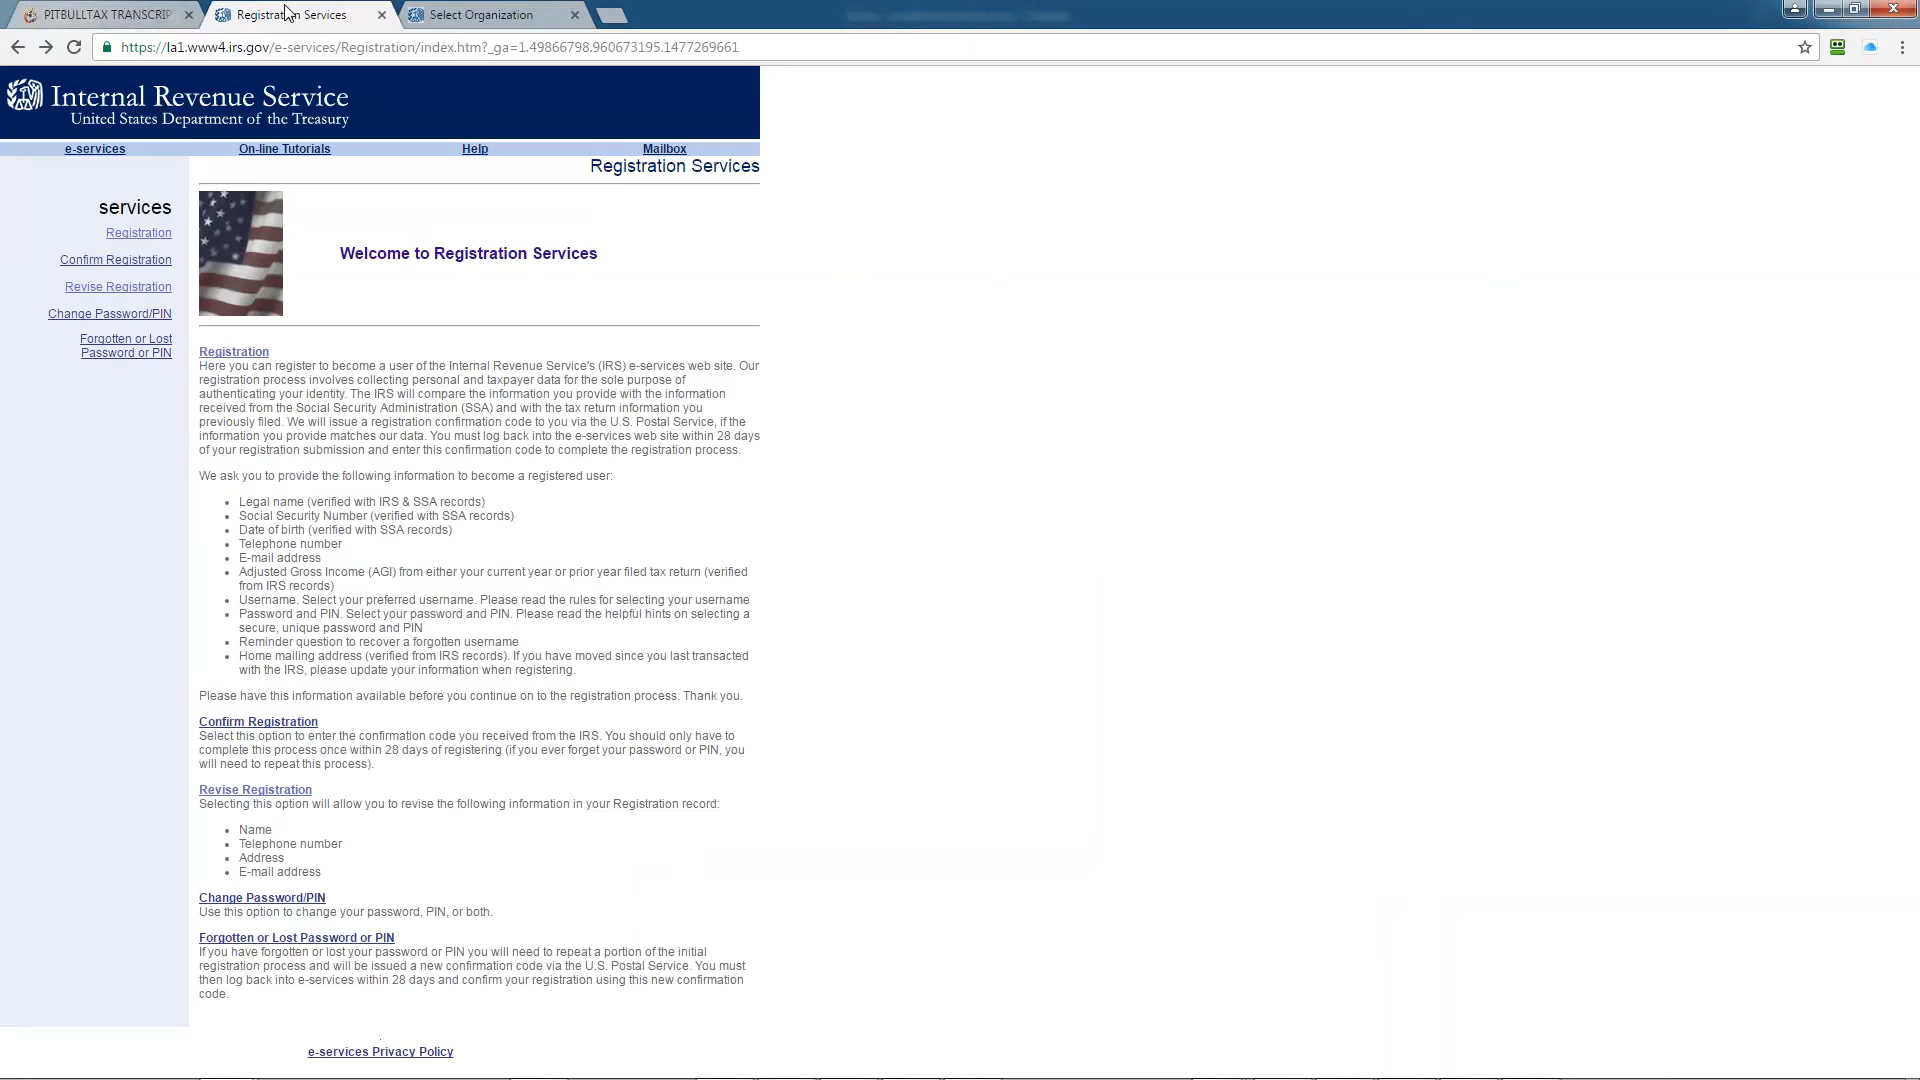 PITBULLTAX TRANSCRIP
Registration Services
Select Organization
https://la1.www4.irs.gov/e-services/Registration/index.htm?_ga=1.49866798.960673195.1477269661
Internal Revenue Service
United States Department of the Treasury
e-services
On-line Tutorials
Help
Mailbox
Registration Services
services
Registration
Confirm Registration
Revise Registration
Change Password/PIN
Forgotten or Lost
Password or PIN
Welcome to Registration Services
Registration
Here you can register to become a user of the Internal Revenue Service's (IRS) e-services web site. Our
registration process involves collecting personal and taxpayer data for the sole purpose of
authenticating your identity. The IRS will compare the information you provide with the information
received from the Social Security Administration (SSA) and with the tax return information you
previously filed. We will issue a registration confirmation code to you via the U.S. Postal Service, if the
information you provide matches our data. You must log back into the e-services web site within 28 days
of your registration submission and enter this confirmation code to complete the registration process.
We ask you to provide the following information to become a registered user:
• Legal name (verified with IRS & SSA records)
• Social Security Number (verified with SSA records)
• Date of birth (verified with SSA records)
• Telephone number
• E-mail address
• Adjusted Gross Income (AGI) from either your current year or prior year filed tax return (verified
from IRS records)
• Username. Select your preferred username. Please read the rules for selecting your username
• Password and PIN. Select your password and PIN. Please read the helpful hints on selecting a
secure, unique password and PIN
• Reminder question to recover a forgotten username
• Home mailing address (verified from IRS records). If you have moved since you last transacted
with the IRS, please update your information when registering.
Please have this information available before you continue on to the registration process. Thank you.
Confirm Registration
Select this option to enter the confirmation code you received from the IRS. You should only have to
complete this process once within 28 days of registering (if you ever forget your password or PIN, you
will need to repeat this process).
Revise Registration
Selecting this option will allow you to revise the following information in your Registration record:
• Name
• Telephone number
• Address
• E-mail address
Change Password/PIN
Use this option to change your password, PIN, or both.
Forgotten or Lost Password or PIN
If you have forgotten or lost your password or PIN you will need to repeat a portion of the initial
registration process and will be issued a new confirmation code via the U.S. Postal Service. You must
then log back into e-services within 28 days and confirm your registration using this new confirmation
code.
e-services Privacy Policy